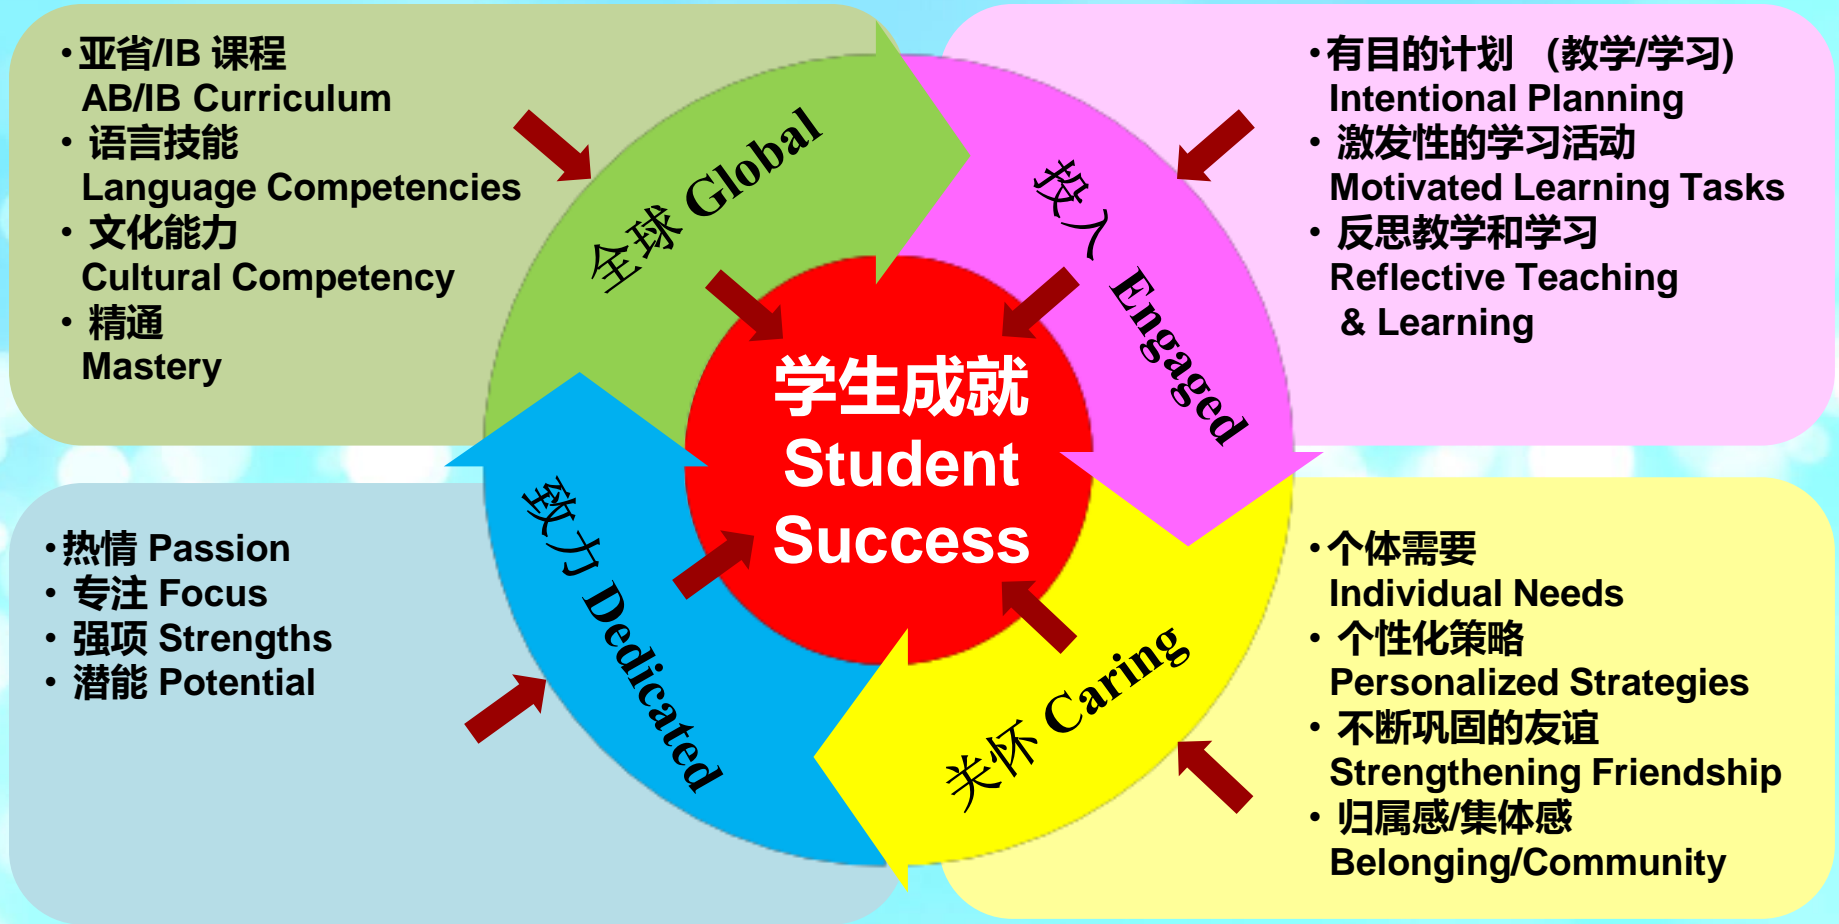 •亚省/IB 课程
AB/IB Curriculum
• 语言技能
Language Competencies
• 文化能力
Cultural Competency
• 精通
Mastery
•有目的计划 (教学/学习)
Intentional Planning
• 激发性的学习活动
Motivated Learning Tasks
• 反思教学和学习
Reflective Teaching
& Learning
全球 Global
投入 Engaged
学生成就
Student
Success
致力 Dedicated
关怀 Caring
•热情 Passion
• 专注 Focus
• 强项 Strengths
• 潜能 Potential
•个体需要
Individual Needs
• 个性化策略
Personalized Strategies
• 不断巩固的友谊
Strengthening Friendship
• 归属感/集体感
Belonging/Community